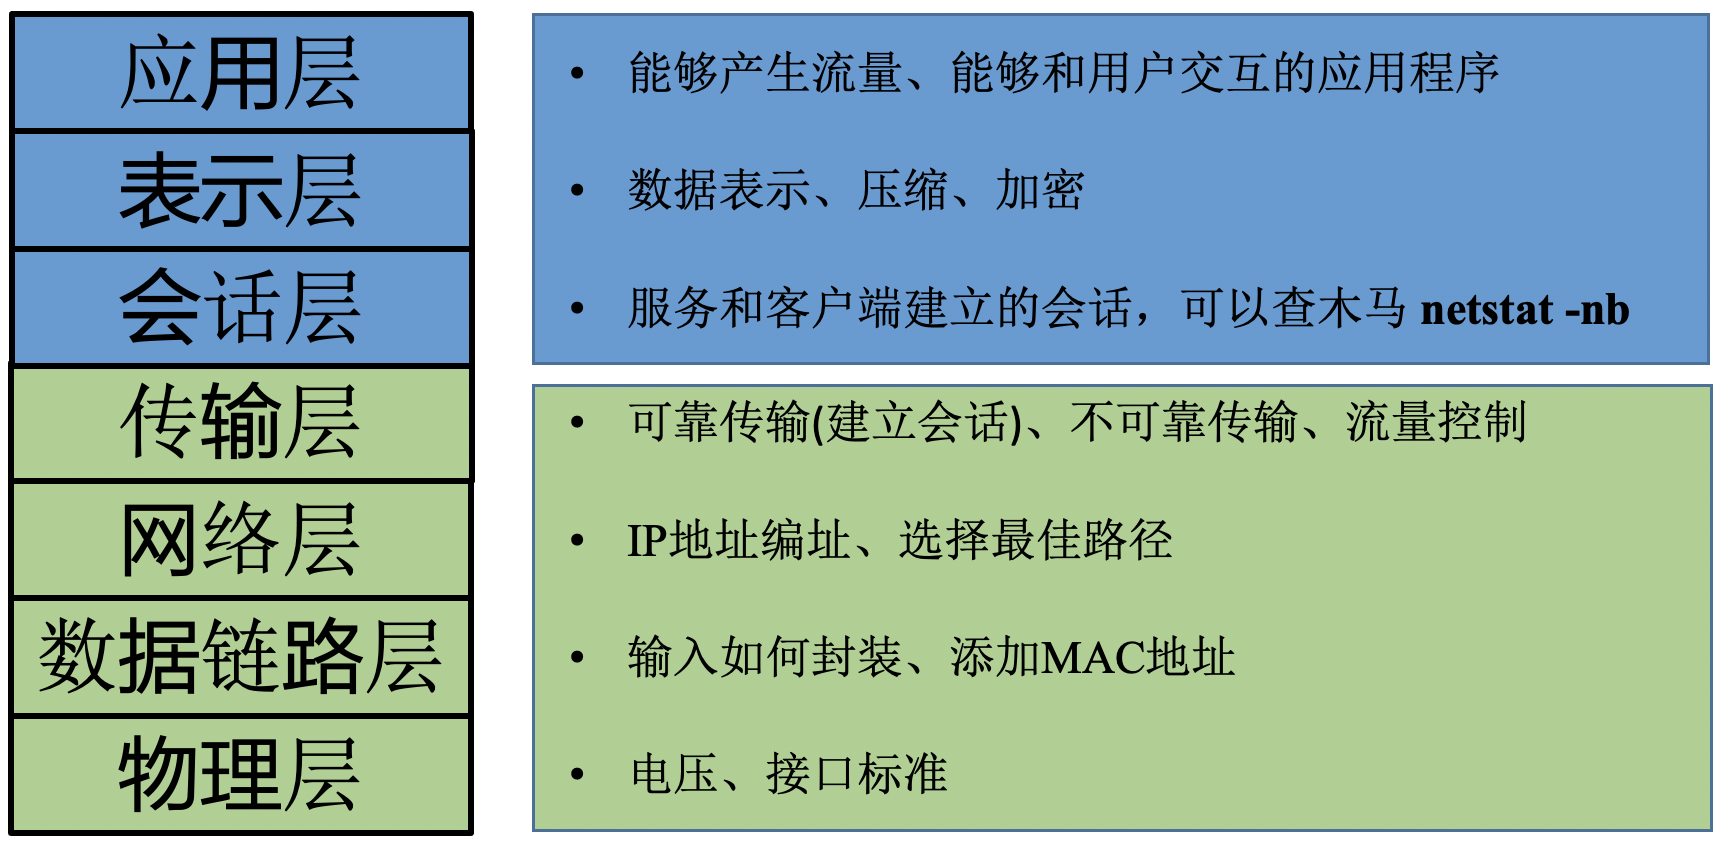 应用层
表示层
会话层
传输层
网络层
数据链路层
物理层
• 能够产生流量、能够和用户交互的应用程序
• 数据表示、压缩、加密
• 服务和客户端建立的会话，可以查木马 netstat -nb
• 可靠传输(建立会话)、不可靠传输、流量控制
• IP地址编址、选择最佳路径
• 输入如何封装、添加MAC地址
• 电压、接口标准